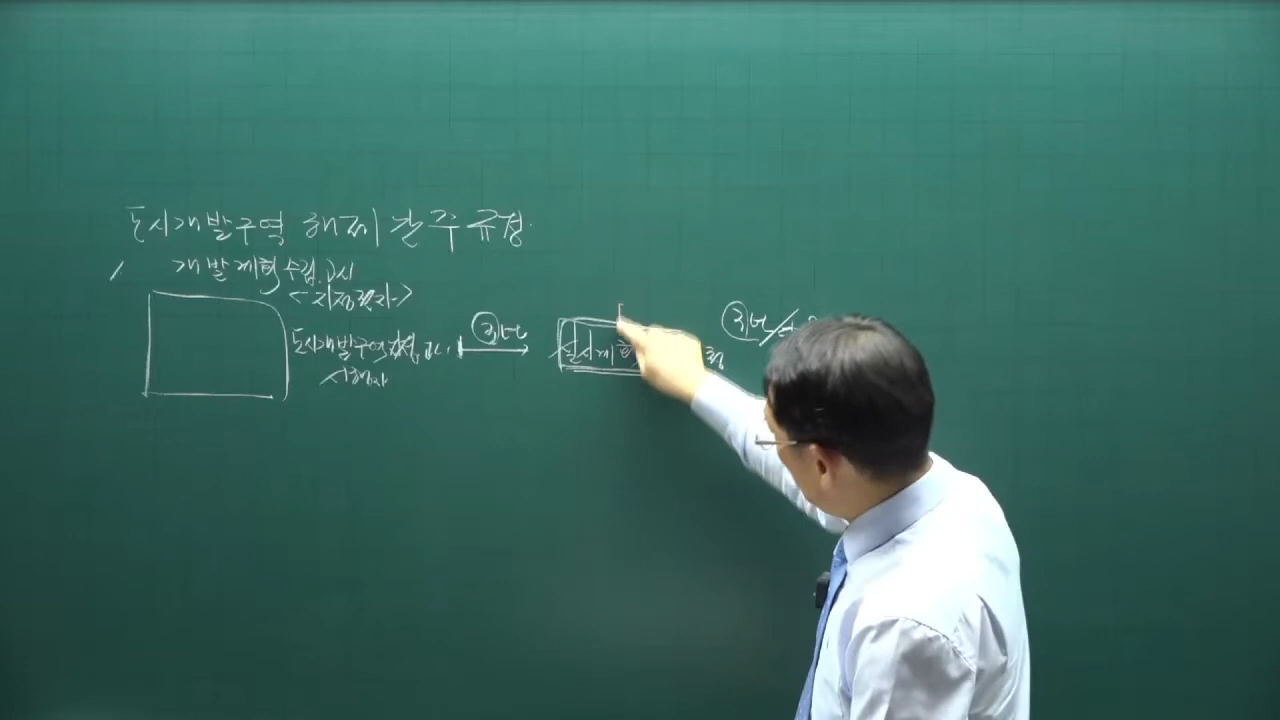 도시개발구역 해제 간주 규정
개발계획 수립 고시
<지정권자>
도시개발구역 지정 고시
시행자
③년
실시계획
③년